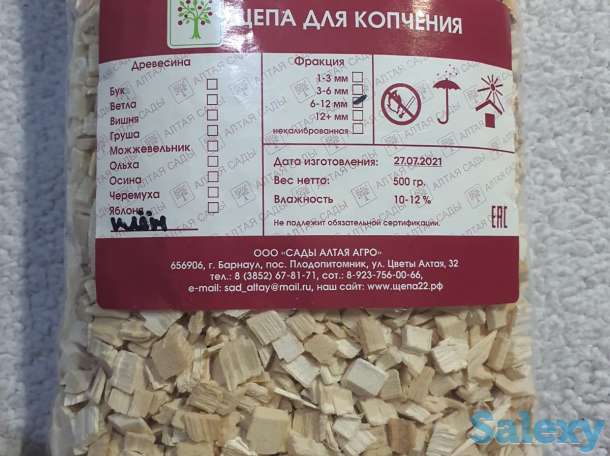 ЩЕПА ДЛЯ КОПЧЕНИЯ
Древесина
Бук
Ветла
Вишня
Груша
Можжевельник
Ольха
Осина
Черемуха
Яблоня
клён
Фракция
1-3 мм
3-6 мм
6-12 мм
12+ мм
некалиброванная
Дата изготовления: 27.07.2021
Вес нетто: 500 гр.
Влажность 10-12 %
Не подлежит обязательной сертификации.
EAC
АЛТАЯ САДЫ
ООО «САДЫ АЛТАЯ АГРО»
656906, г. Барнаул, пос. Плодопитомник, ул. Цветы Алтая, 32
тел.: 8 (3852) 67-81-71, сот.: 8-923-756-00-66,
e-mail: sad_altay@mail.ru, наш сайт: www.щепа22.рф
Salexy